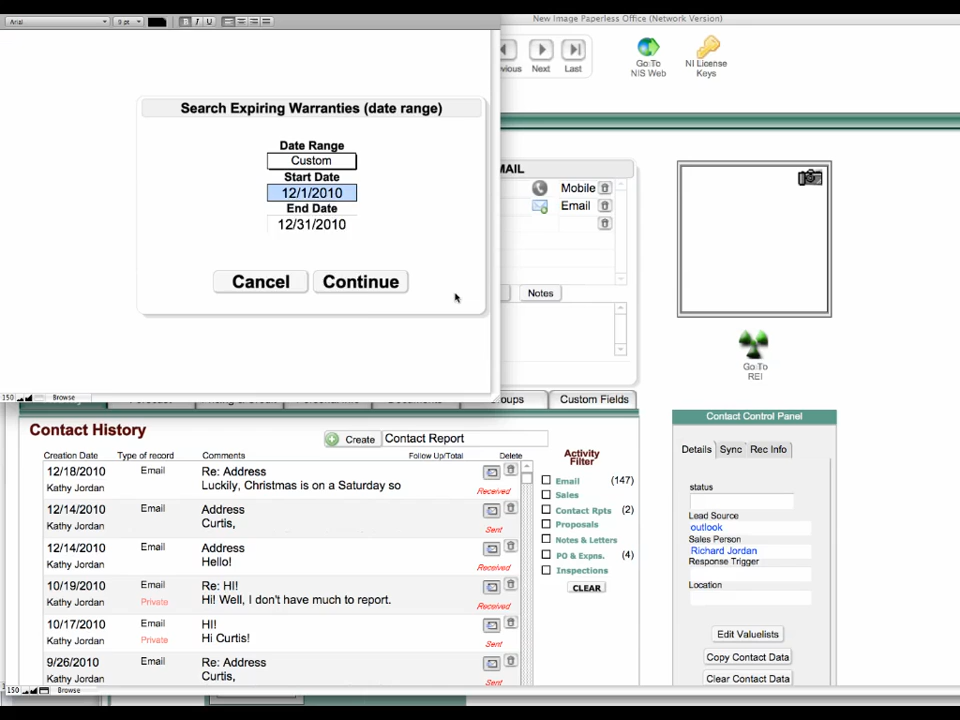 Arial
9 pt
B I U
New Image Paperless Office (Network Version)
Next
Last
Go To
NIS Web
NI License
Keys
Search Expiring Warranties (date range)
Date Range
Custom
Start Date
12/1/2010
End Date
12/31/2010
Cancel
Continue
Mobile
Email
Notes
Go To
REI
150
Browse
Custom Fields
Contact History
Create
Contact Report
Creation Date
Type of record
Comments
Follow Up/Total
Delete
12/18/2010
Kathy Jordan
Email
Re: Address
Luckily, Christmas is on a Saturday so
Received
12/14/2010
Kathy Jordan
Email
Address
Curtis,
Sent
12/14/2010
Kathy Jordan
Email
Address
Hello!
Received
10/19/2010
Kathy Jordan
Email
Private
Re: HI!
Hi! Well, I don't have much to report.
Received
10/17/2010
Kathy Jordan
Email
Private
HI!
Hi Curtis!
Sent
9/26/2010
Kathy Jordan
Email
Re: Address
Curtis,
Sent
Activity
Filter
Email (147)
Sales
Contact Rpts (2)
Proposals
Notes & Letters
PO & Expns. (4)
Inspections
CLEAR
Contact Control Panel
Details
Sync
Rec Info
status
Lead Source
outlook
Sales Person
Richard Jordan
Response Trigger
Location
Edit Valuelists
Copy Contact Data
Clear Contact Data
150
Browse